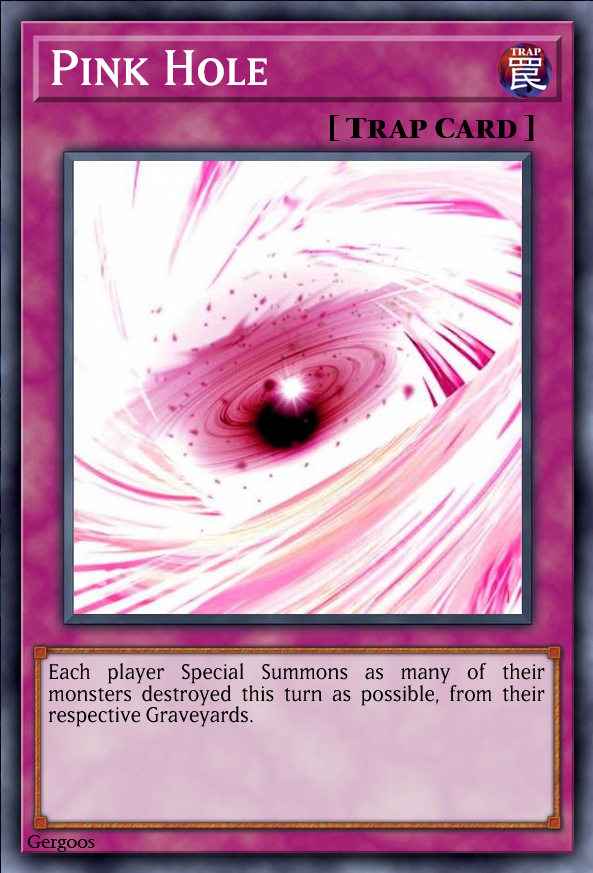 Pink Hole
TRAP
罠
[ Trap Card ]
Each player Special Summons as many of their
monsters destroyed this turn as possible, from their
respective Graveyards.
Gergoos